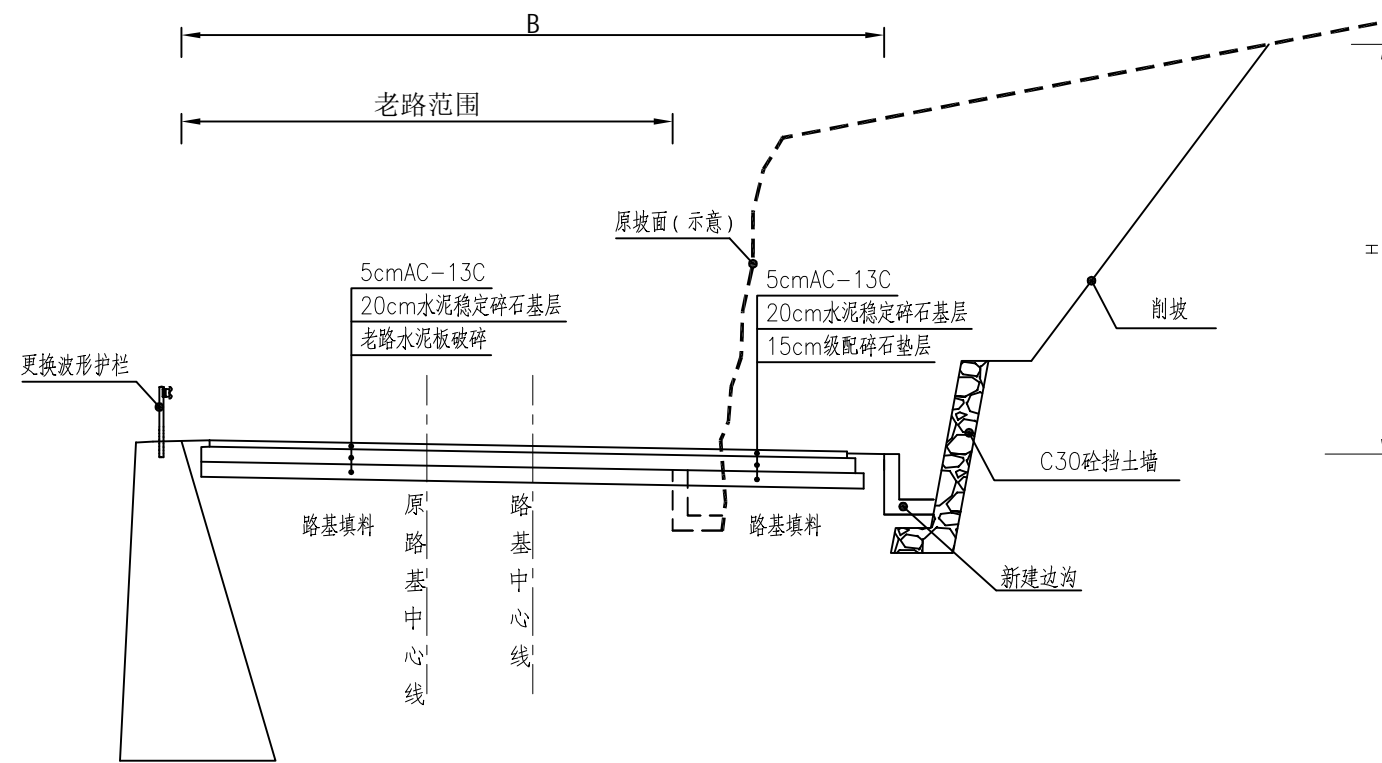 B
老路范围
原坡面(示意)
5cmAC-13C
20cm水泥稳定碎石基层
老路水泥板破碎
5cmAC-13C
20cm水泥稳定碎石基层
15cm级配碎石垫层
H
削坡
更换波形护栏
C30砼挡土墙
路基填料
原路基中心线
路基中心线
路基填料
新建边沟